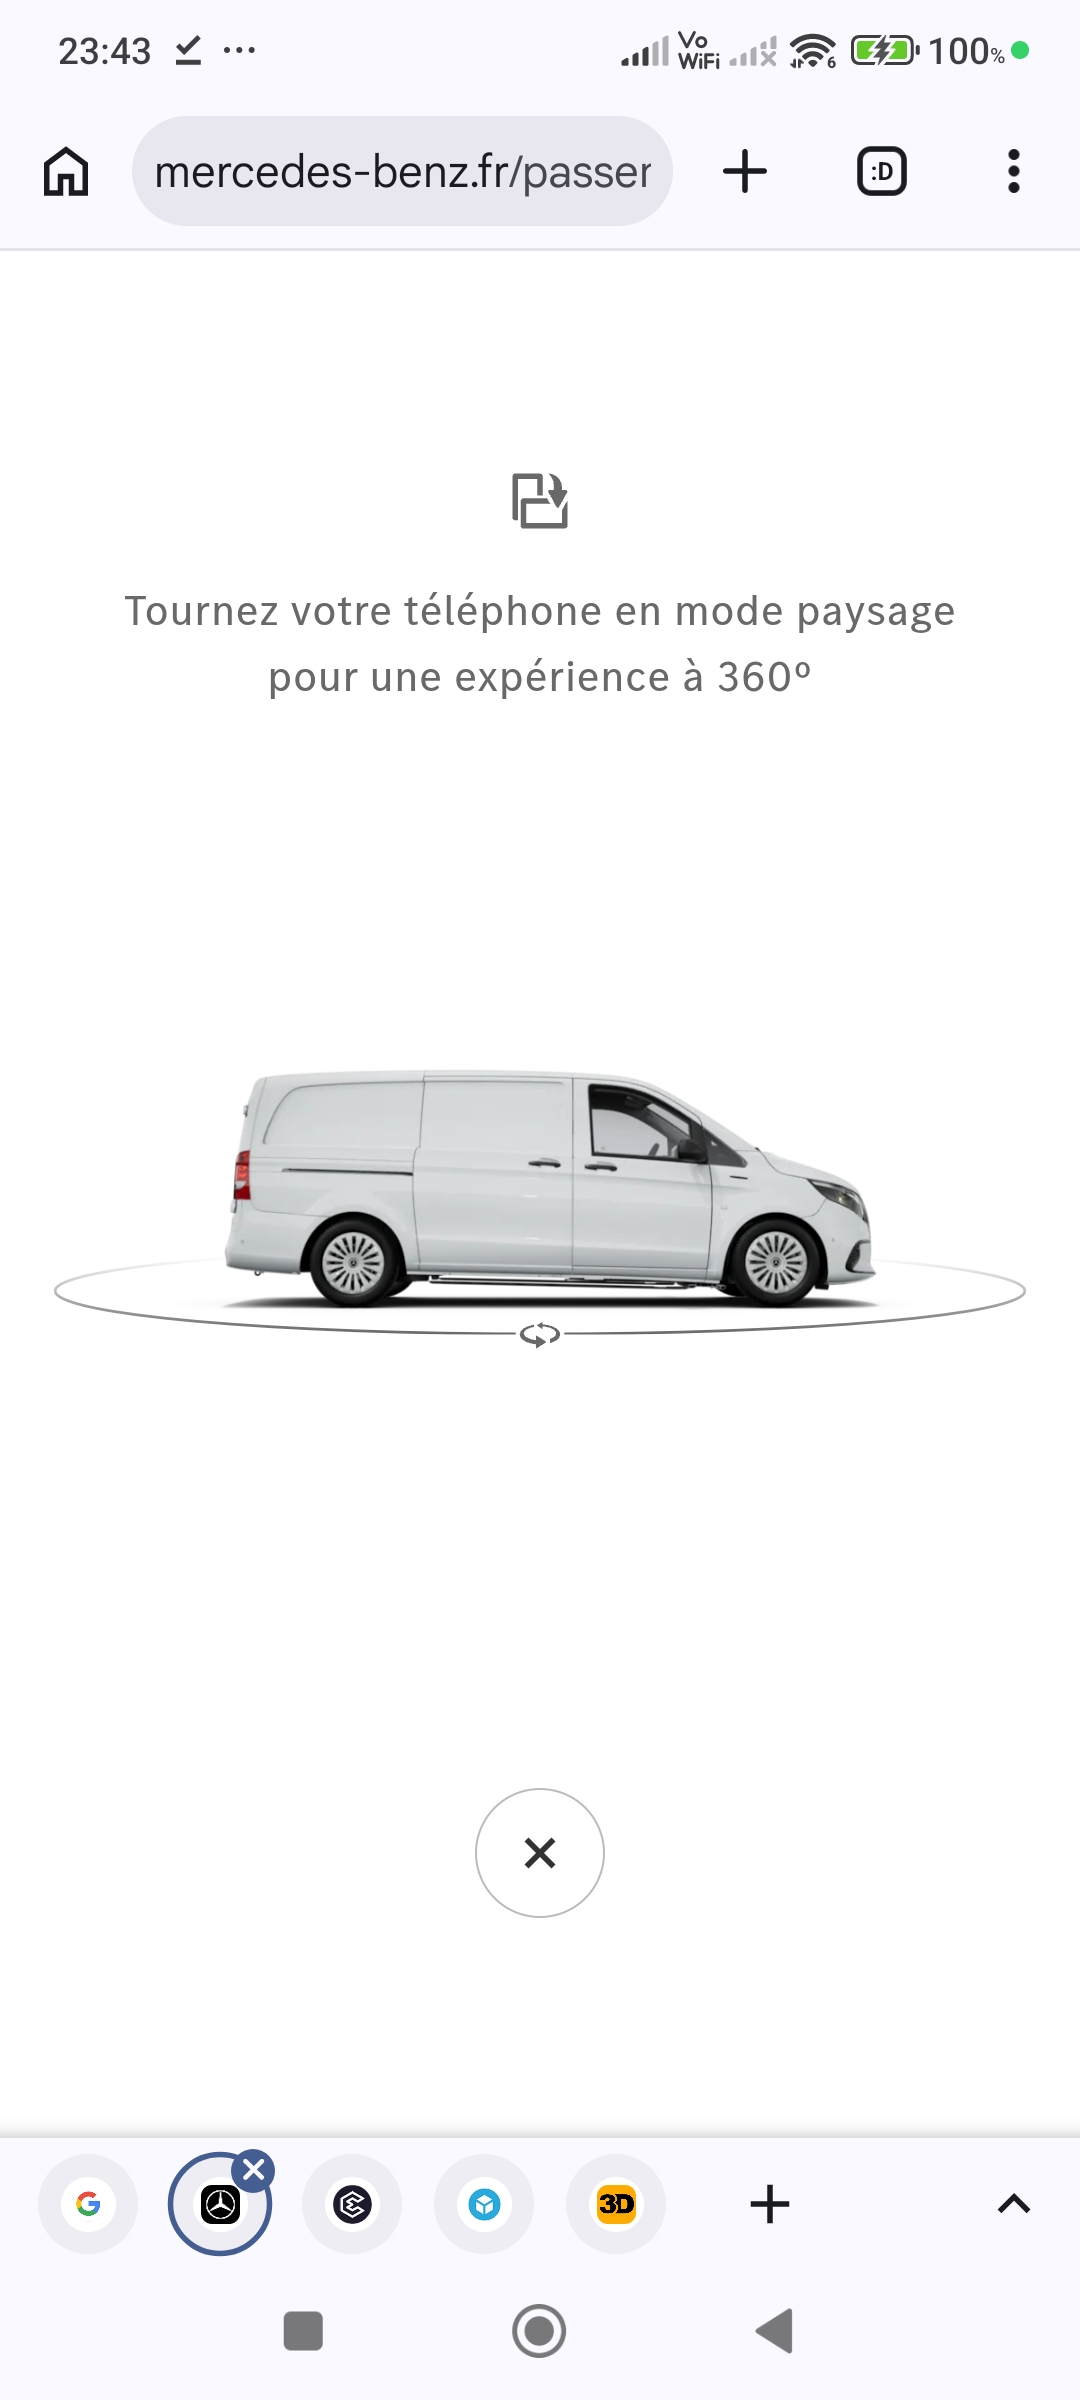 23:43
Vo
WiFi
6
100%
mercedes-benz.fr/passer
:D
Tournez votre téléphone en mode paysage
pour une expérience à 360º
G
3D